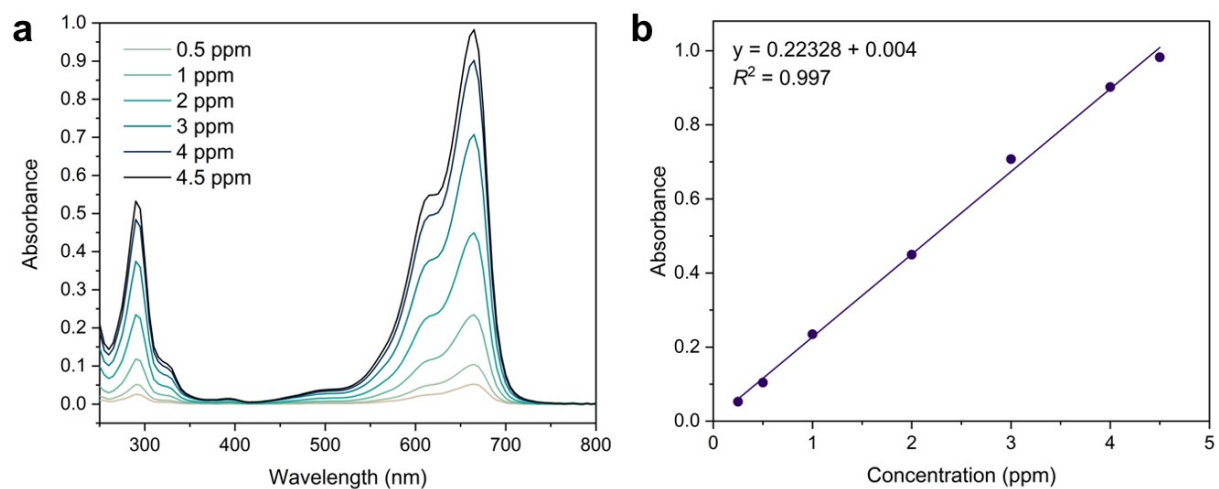 a
1.0
0.9
0.8
0.7
0.6
0.5
0.4
0.3
0.2
0.1
0.0
Absorbance
0.5 ppm
1 ppm
2 ppm
3 ppm
4 ppm
4.5 ppm
300
400
500
600
700
800
Wavelength (nm)
b
y = 0.22328 + 0.004
R² = 0.997
1.0
0.8
0.6
0.4
0.2
0.0
Absorbance
0
1
2
3
4
5
Concentration (ppm)